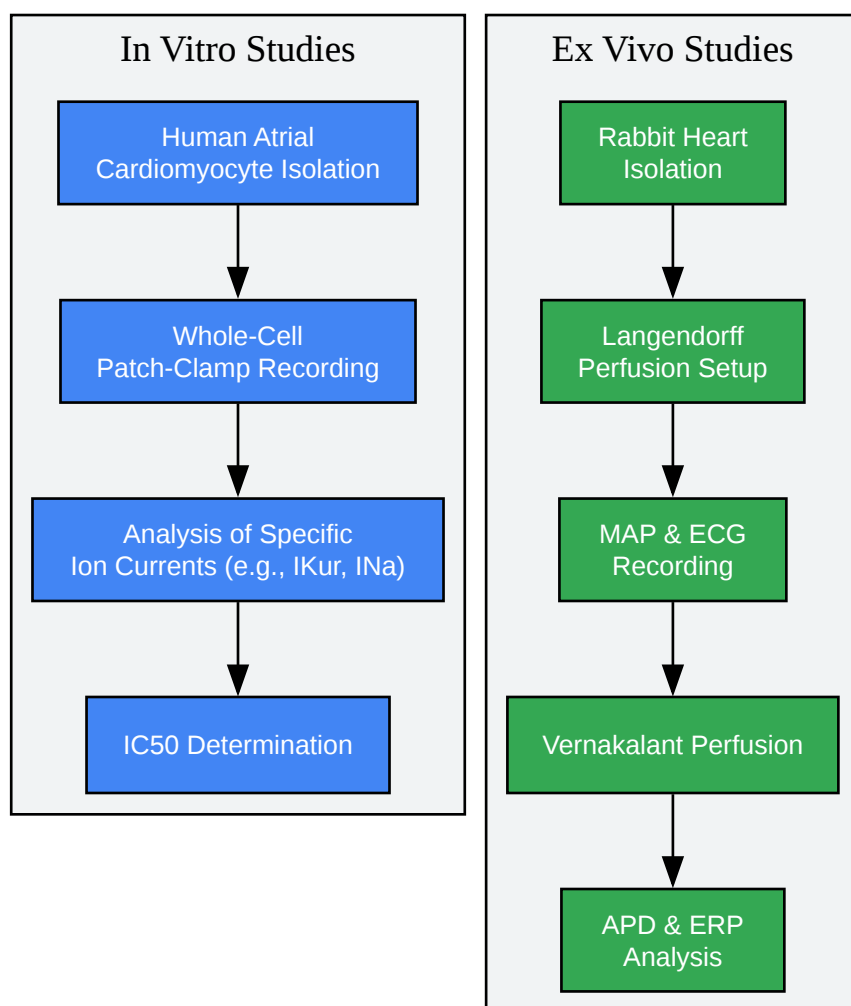 In Vitro Studies
Human Atrial
Cardiomyocyte Isolation
Whole-Cell
Patch-Clamp Recording
Analysis of Specific
Ion Currents (e.g., IKur, INa)
IC50 Determination
Ex Vivo Studies
Rabbit Heart
Isolation
Langendorff
Perfusion Setup
MAP & ECG
Recording
Vernakalant Perfusion
APD & ERP
Analysis